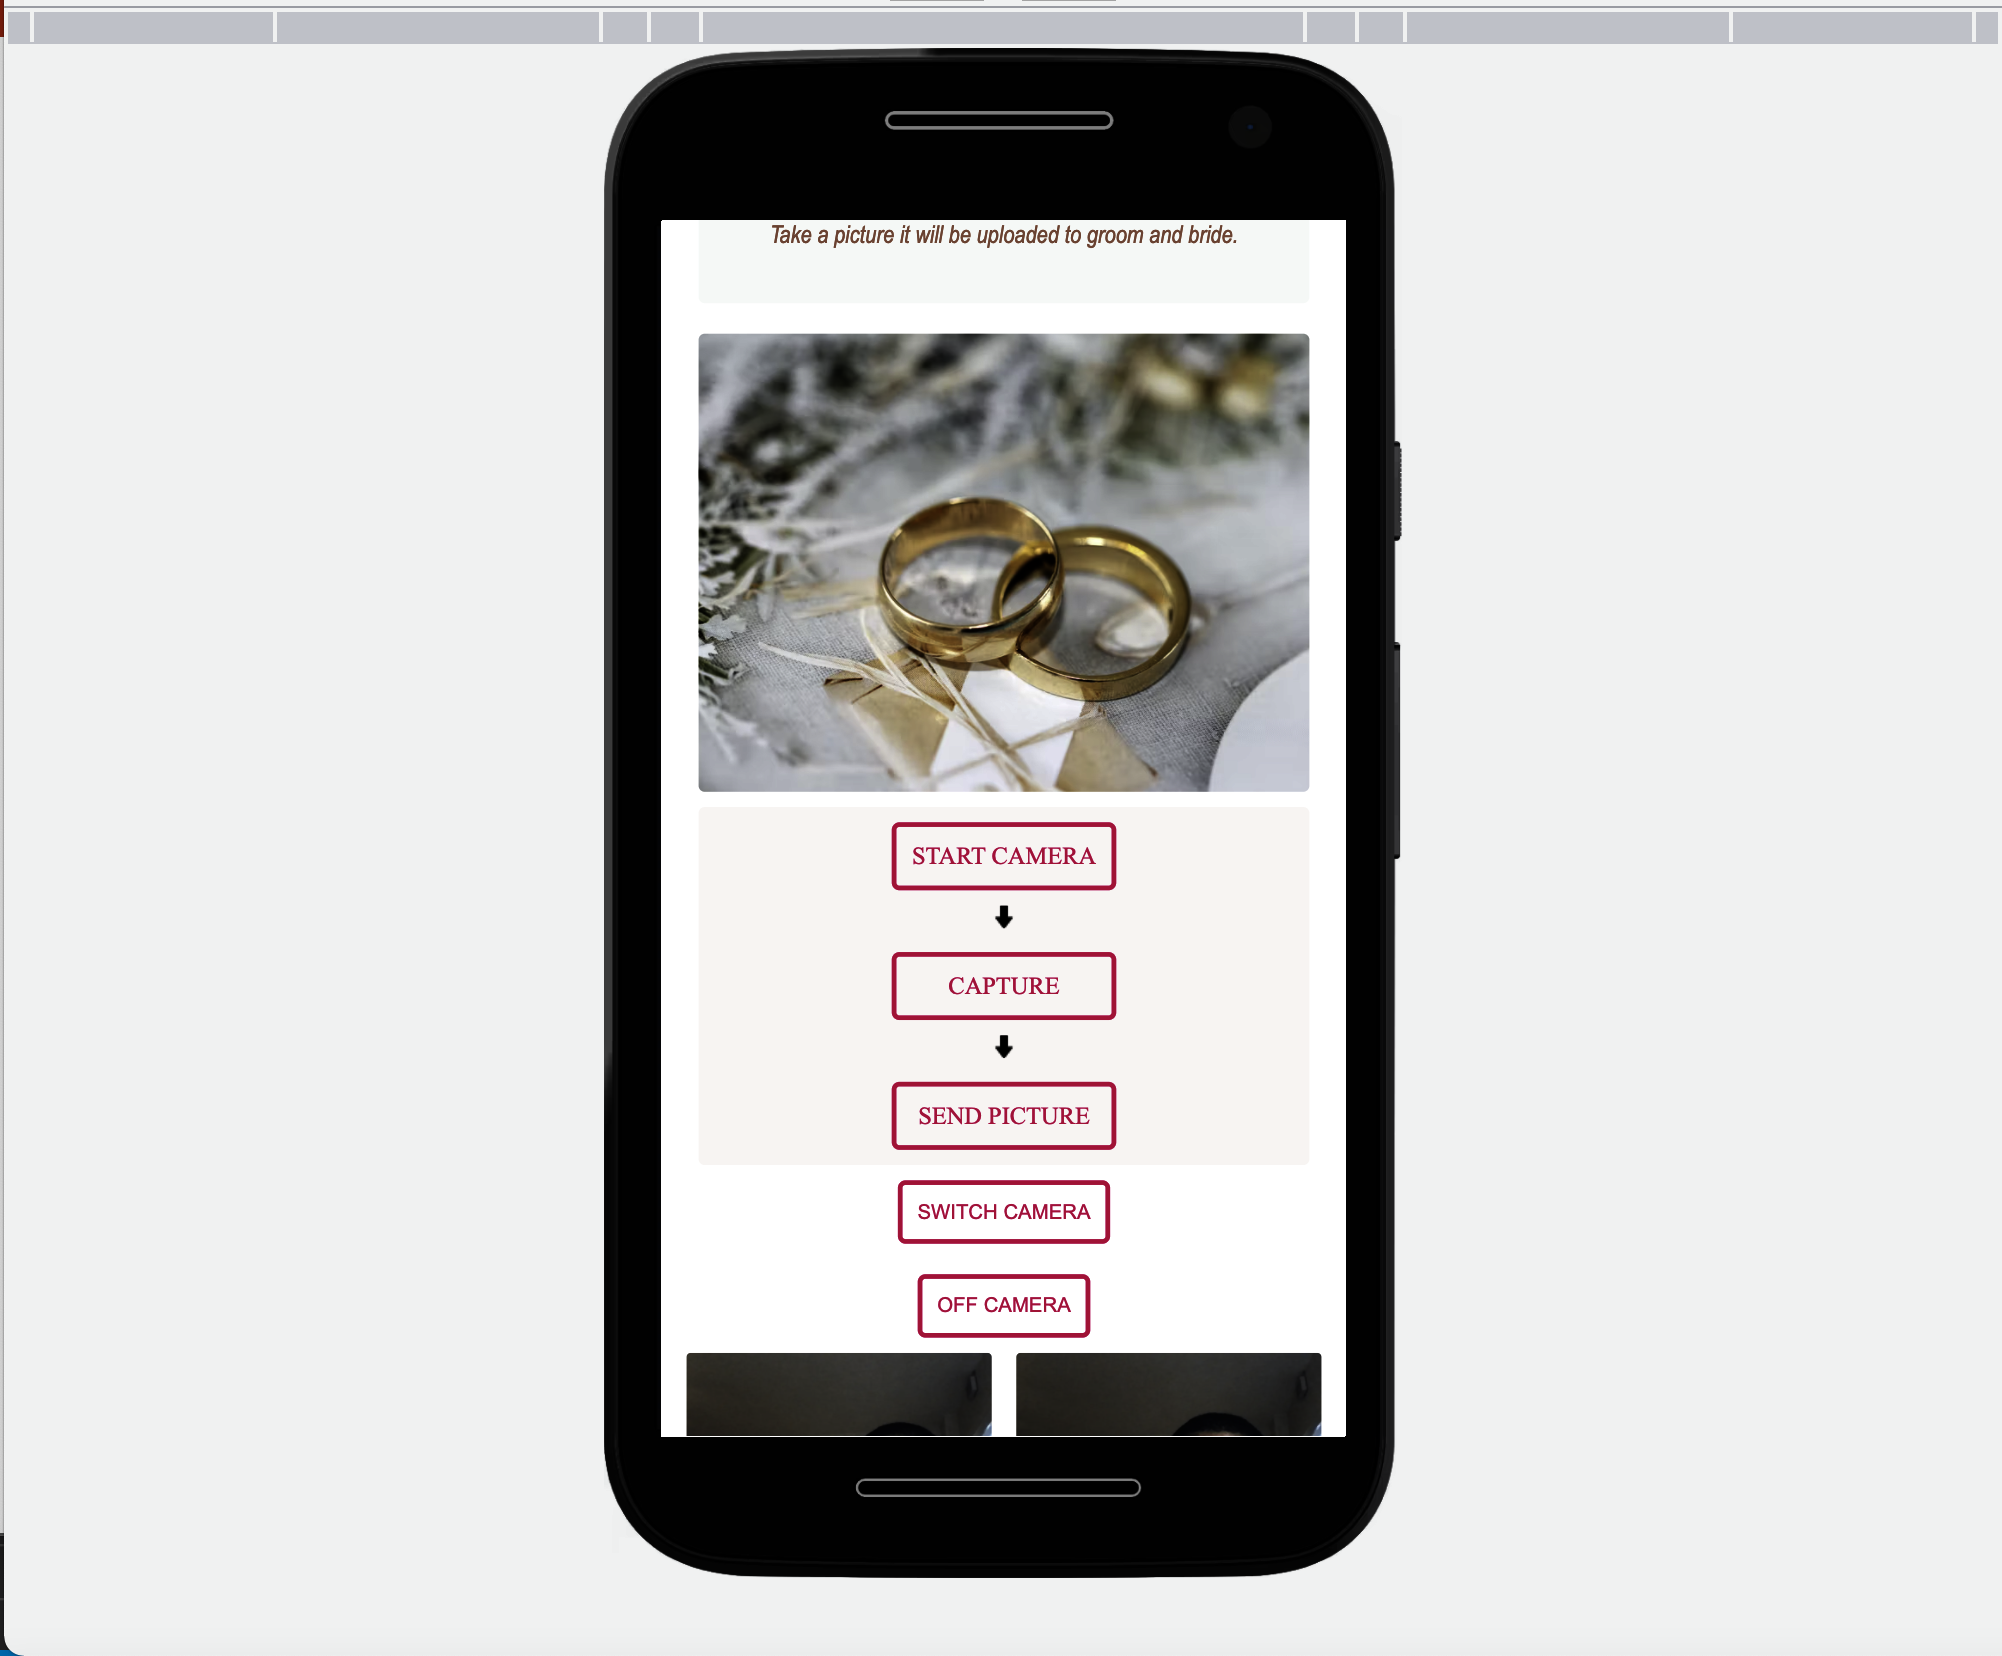 Take a picture it will be uploaded to groom and bride.
START CAMERA
CAPTURE
SEND PICTURE
SWITCH CAMERA
OFF CAMERA